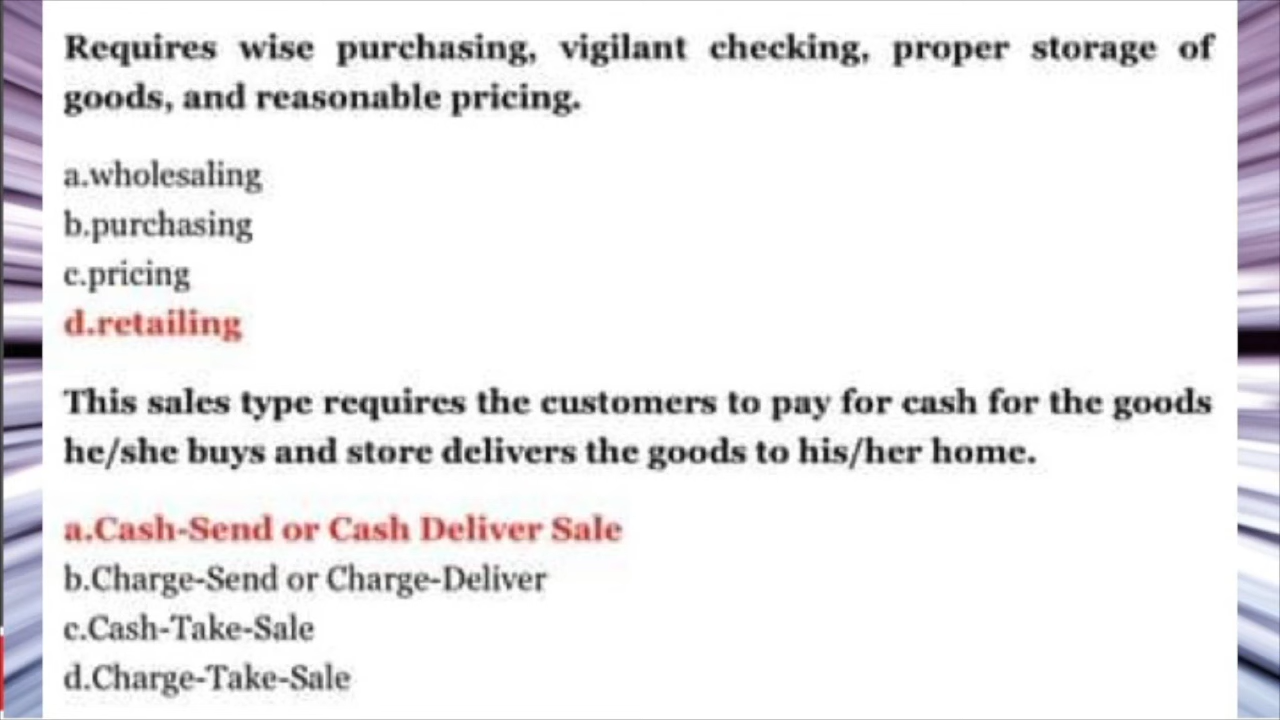 Requires wise purchasing, vigilant checking, proper storage of
goods, and reasonable pricing.
a.wholesaling
b.purchasing
c.pricing
d.retailing
This sales type requires the customers to pay for cash for the goods
he/she buys and store delivers the goods to his/her home.
a.Cash-Send or Cash Deliver Sale
b.Charge-Send or Charge-Deliver
c.Cash-Take-Sale
d.Charge-Take-Sale